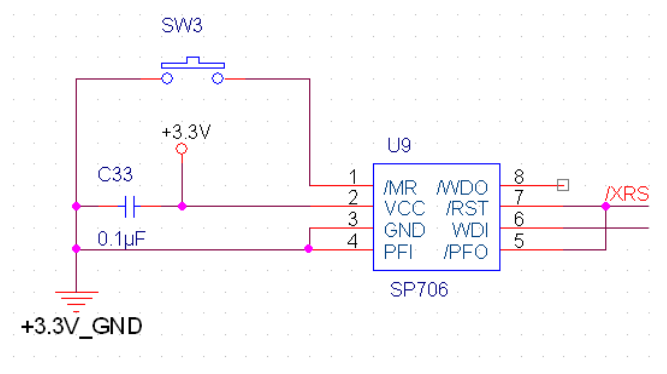 SW3
+3.3V
U9
C33
1 /MR /WDO 8
2 VCC /RST 7 /XRS
3 GND WDI 6
0.1µF
4 PFI /PFO 5
SP706
+3.3V_GND